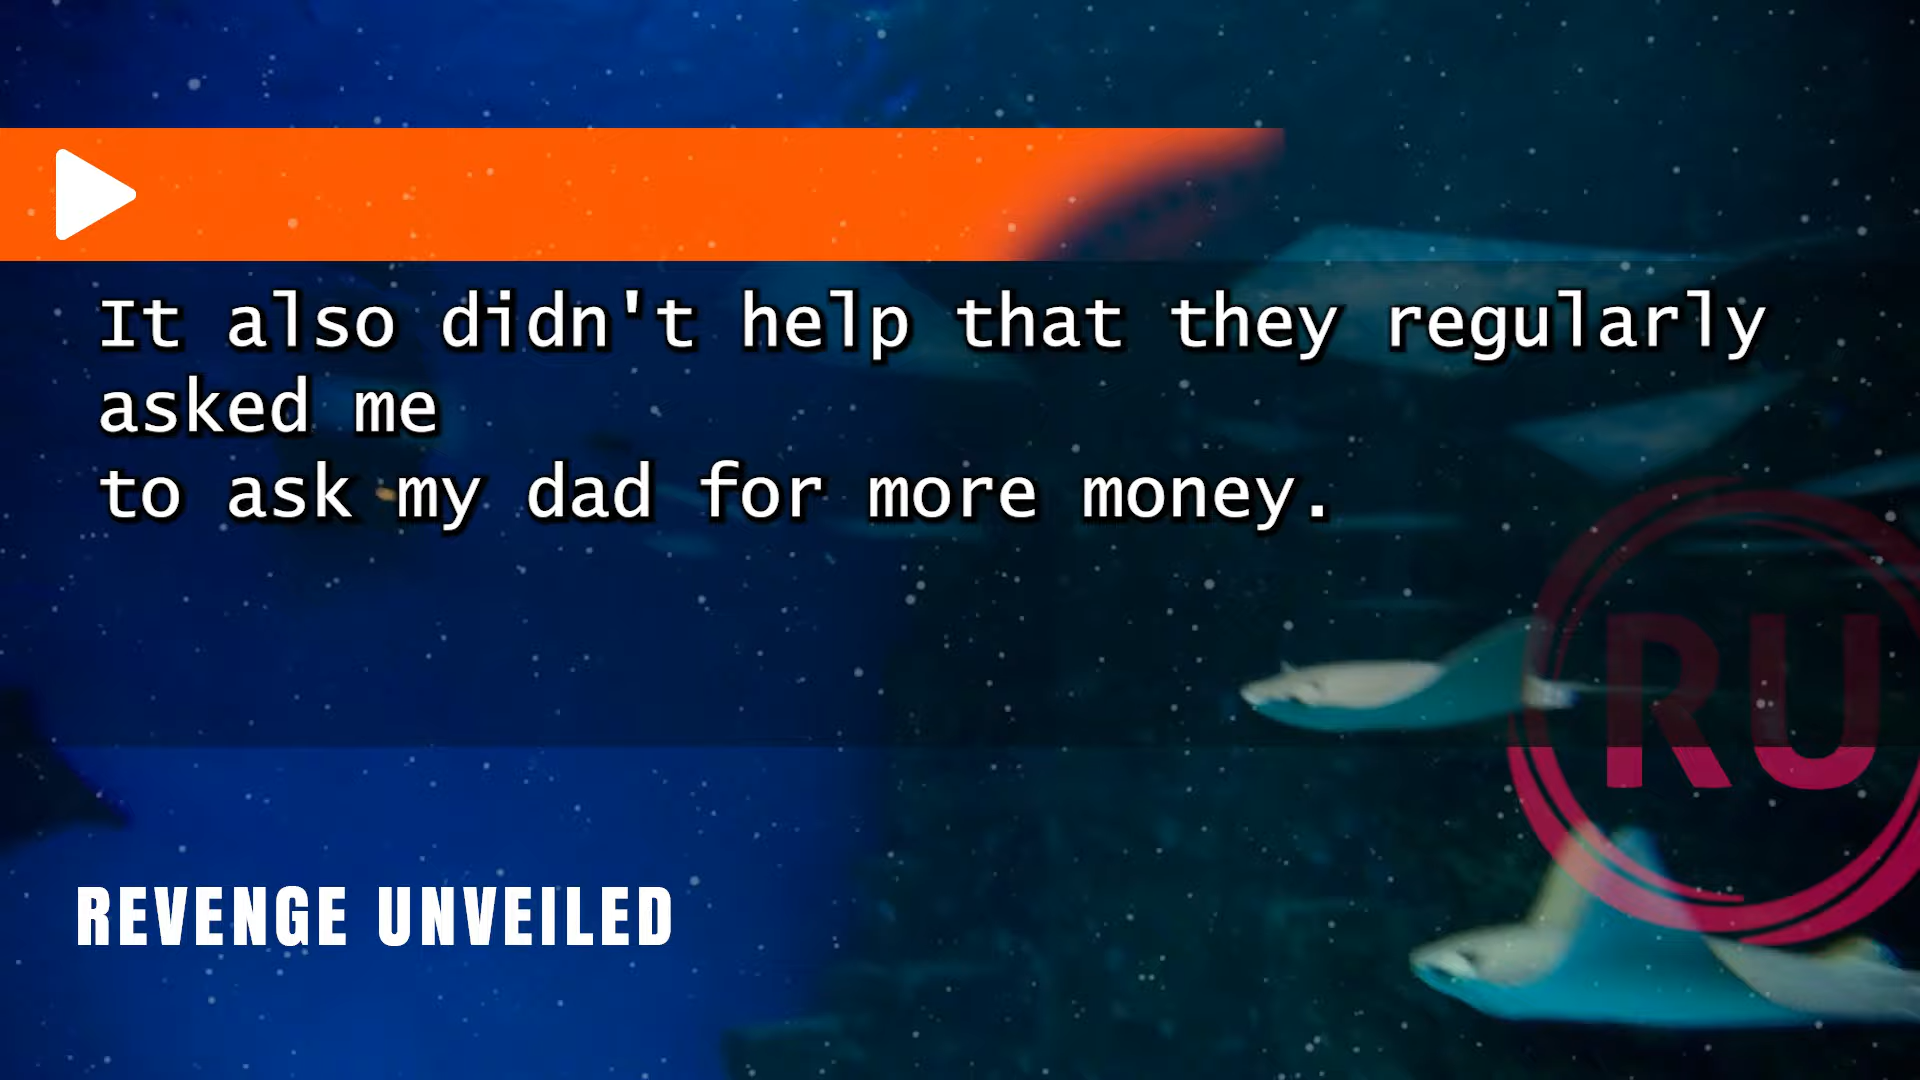 It also didn't help that they regularly
asked me
to ask my dad for more money.
RU
REVENGE UNVEILED